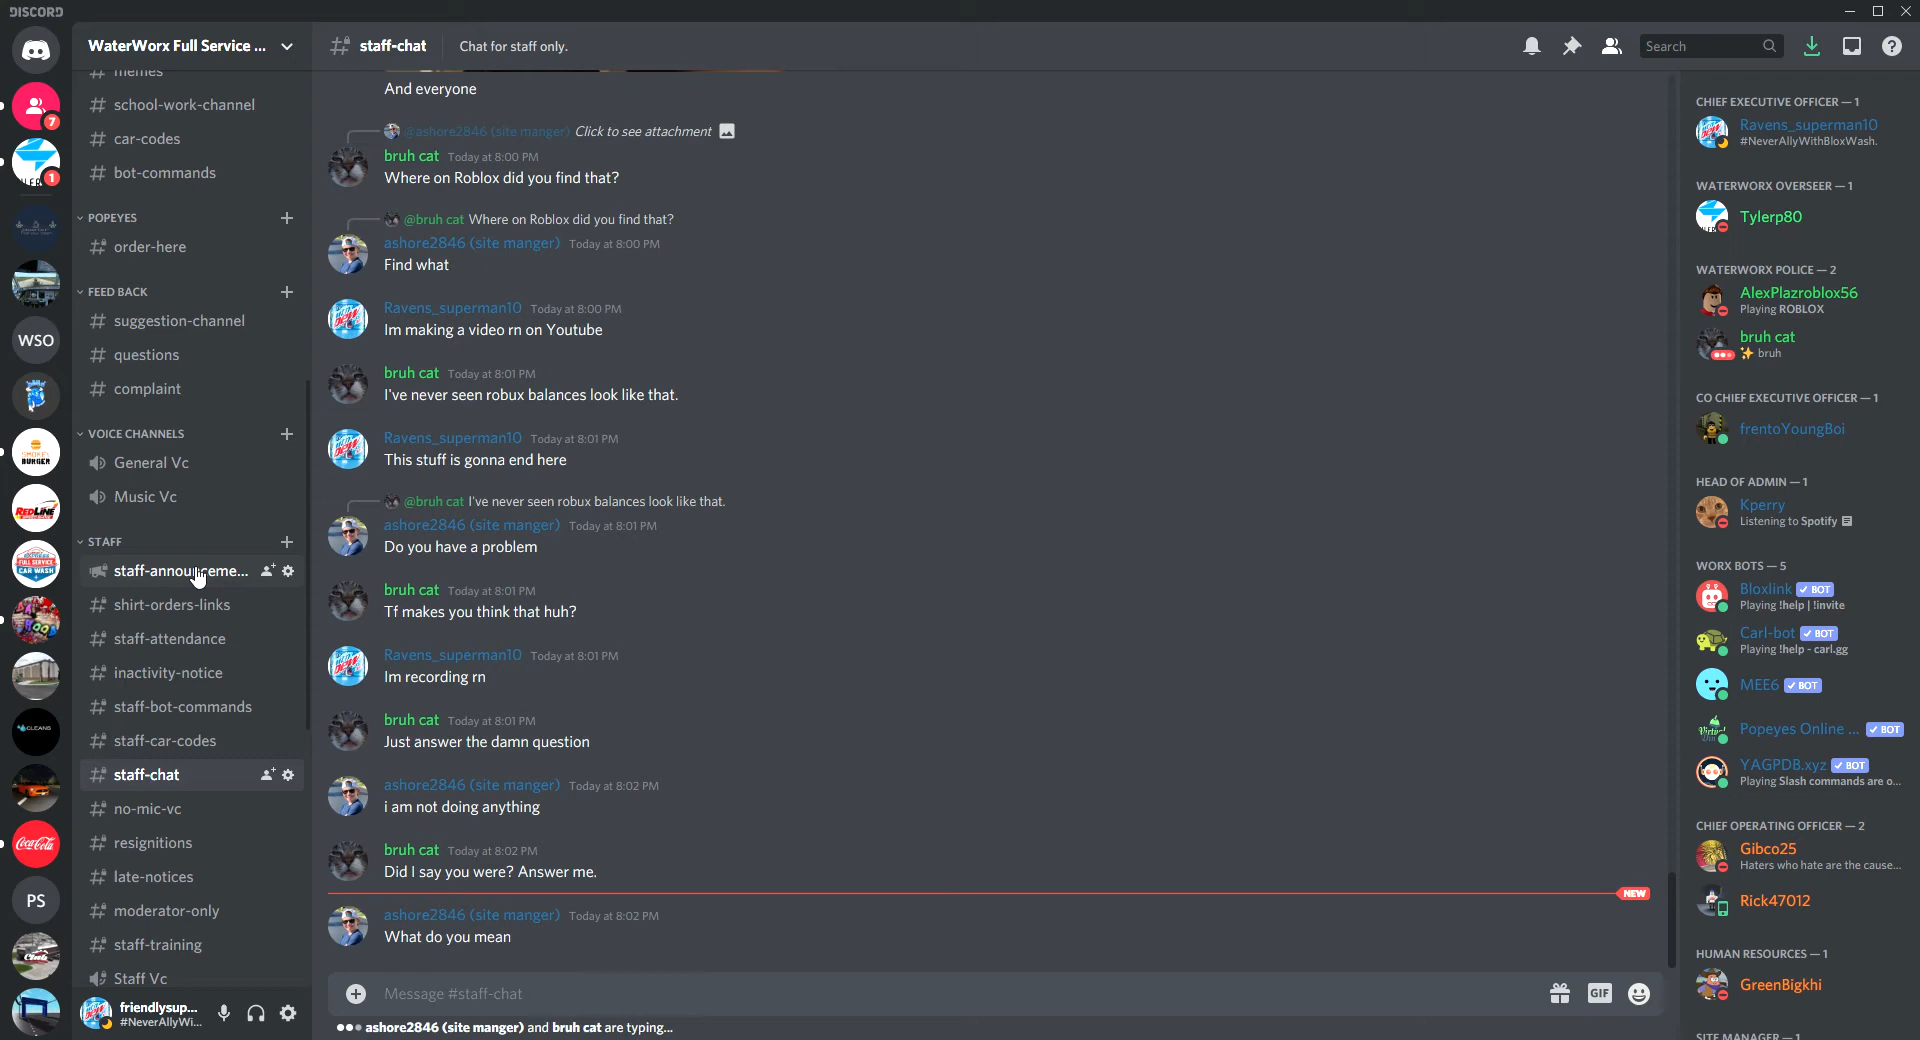 DISCORD
WaterWorx Full Service ...
staff-chat
Chat for staff only.
Search
memes
school-work-channel
car-codes
bot-commands
POPEYES
order-here
FEED BACK
suggestion-channel
questions
complaint
VOICE CHANNELS
General Vc
Music Vc
STAFF
staff-announceme...
shirt-orders-links
staff-attendance
inactivity-notice
staff-bot-commands
staff-car-codes
staff-chat
no-mic-vc
resignitions
late-notices
moderator-only
staff-training
Staff Vc
friendlysup...
#NeverAllyWi...
7
1
WSO
SMOKEY
BURGER
REDLINE
FULL SERVICE
CAR WASH
CLEANS
Coca-Cola
PS
And everyone
@ashore2846 (site manger) Click to see attachment
bruh cat Today at 8:00 PM
Where on Roblox did you find that?
@bruh cat Where on Roblox did you find that?
ashore2846 (site manger) Today at 8:00 PM
Find what
Ravens_superman10 Today at 8:00 PM
Im making a video rn on Youtube
bruh cat Today at 8:01 PM
I've never seen robux balances look like that.
Ravens_superman10 Today at 8:01 PM
This stuff is gonna end here
@bruh cat I've never seen robux balances look like that.
ashore2846 (site manger) Today at 8:01 PM
Do you have a problem
bruh cat Today at 8:01 PM
Tf makes you think that huh?
Ravens_superman10 Today at 8:01 PM
Im recording rn
bruh cat Today at 8:01 PM
Just answer the damn question
ashore2846 (site manger) Today at 8:02 PM
i am not doing anything
bruh cat Today at 8:02 PM
Did I say you were? Answer me.
NEW
ashore2846 (site manger) Today at 8:02 PM
What do you mean
Message #staff-chat
GIF
ashore2846 (site manger) and bruh cat are typing...
CHIEF EXECUTIVE OFFICER — 1
Ravens_superman10
#NeverAllyWithBloxWash.
WATERWORX OVERSEER — 1
Tylerp80
WATERWORX POLICE — 2
AlexPlazroblox56
Playing ROBLOX
bruh cat
✨ bruh
CO CHIEF EXECUTIVE OFFICER — 1
frentoYoungBoi
HEAD OF ADMIN — 1
Kperry
Listening to Spotify
WORX BOTS — 5
Bloxlink ✓ BOT
Playing !help | !invite
Carl-bot ✓ BOT
Playing !help - carl.gg
MEE6 ✓ BOT
Popeyes Online ... ✓ BOT
YAGPDB.xyz ✓ BOT
Playing Slash commands are o...
CHIEF OPERATING OFFICER — 2
Gibco25
Haters who hate are the cause...
Rick47012
HUMAN RESOURCES — 1
GreenBigkhi
SITE MANAGER — 1